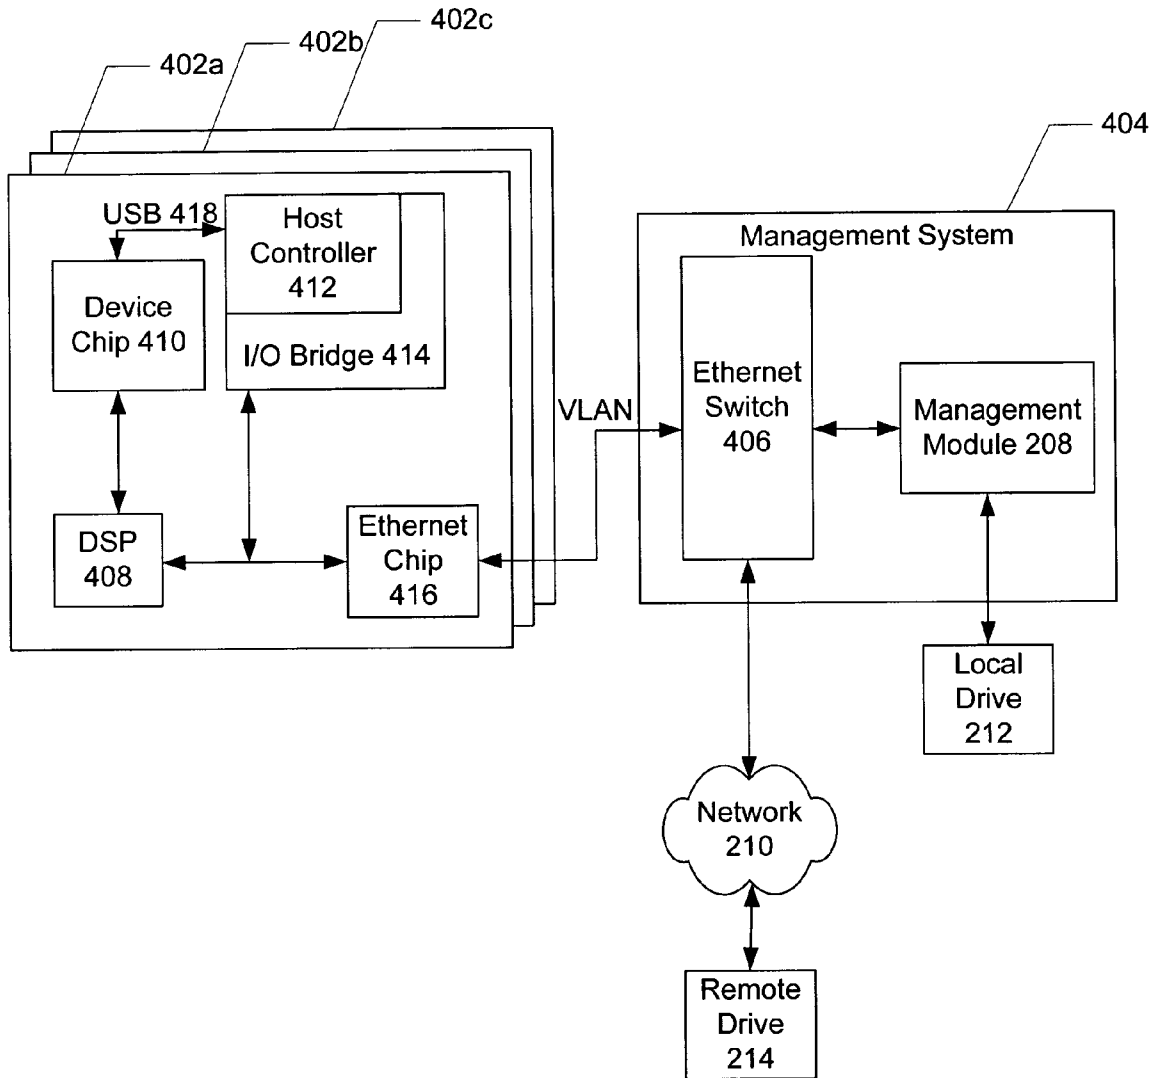 402c
402b
402a
404
USB 418
Host
Controller
412
Management System
Device
Chip 410
I/O Bridge 414
Ethernet
Switch
406
Management
Module 208
VLAN
DSP
408
Ethernet
Chip
416
Local
Drive
212
Network
210
Remote
Drive
214